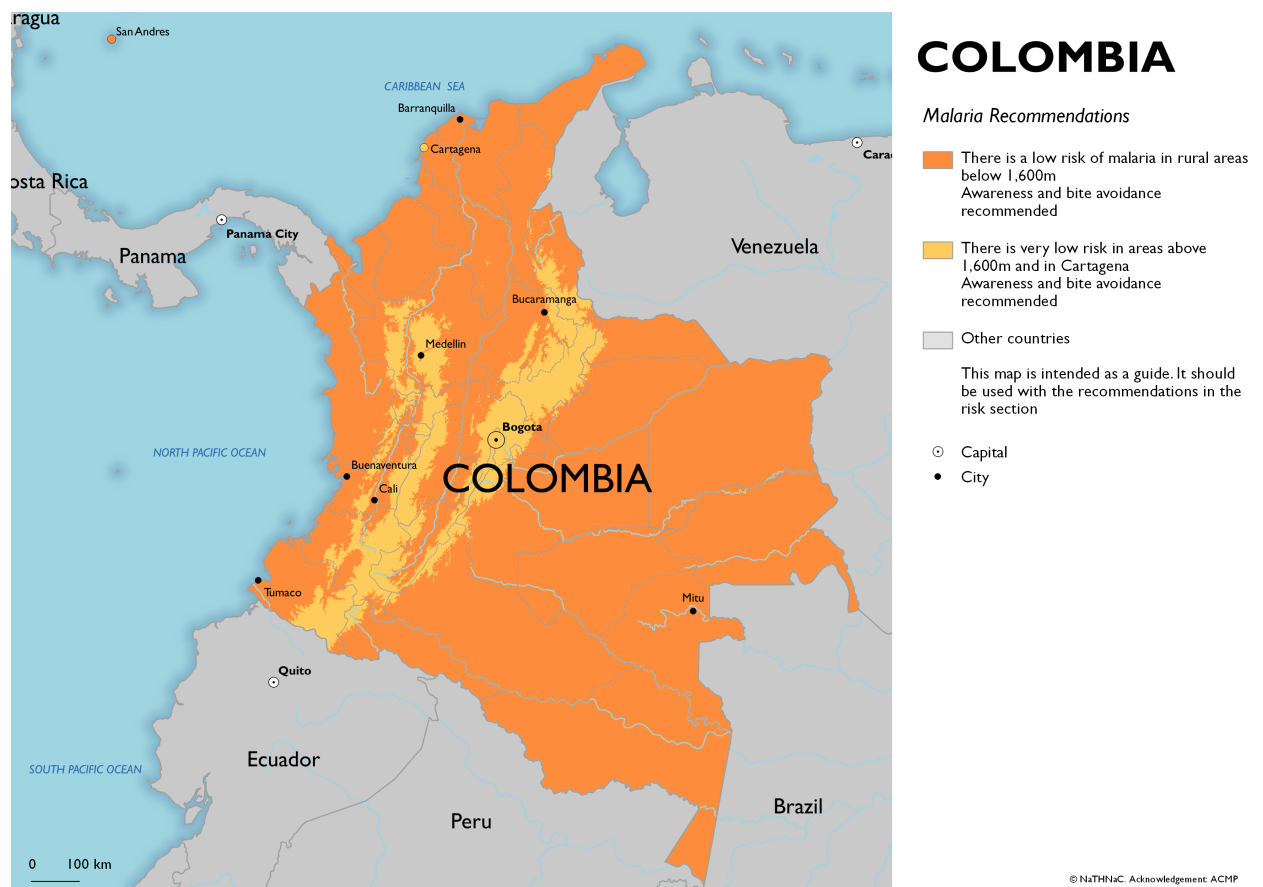 ragua
San Andres
CARIBBEAN SEA
Barranquilla
Cartagena
Cara
osta Rica
Panama City
Panama
Venezuela
Bucaramanga
Medellin
Bogota
NORTH PACIFIC OCEAN
Buenaventura
COLOMBIA
Cali
Tumaco
Mitu
Quito
Ecuador
SOUTH PACIFIC OCEAN
Brazil
Peru
0 100 km
COLOMBIA
Malaria Recommendations
There is a low risk of malaria in rural areas
below 1,600m
Awareness and bite avoidance
recommended
There is very low risk in areas above
1,600m and in Cartagena
Awareness and bite avoidance
recommended
Other countries
This map is intended as a guide. It should
be used with the recommendations in the
risk section
Capital
City
© NaTHNaC. Acknowledgement: ACMP